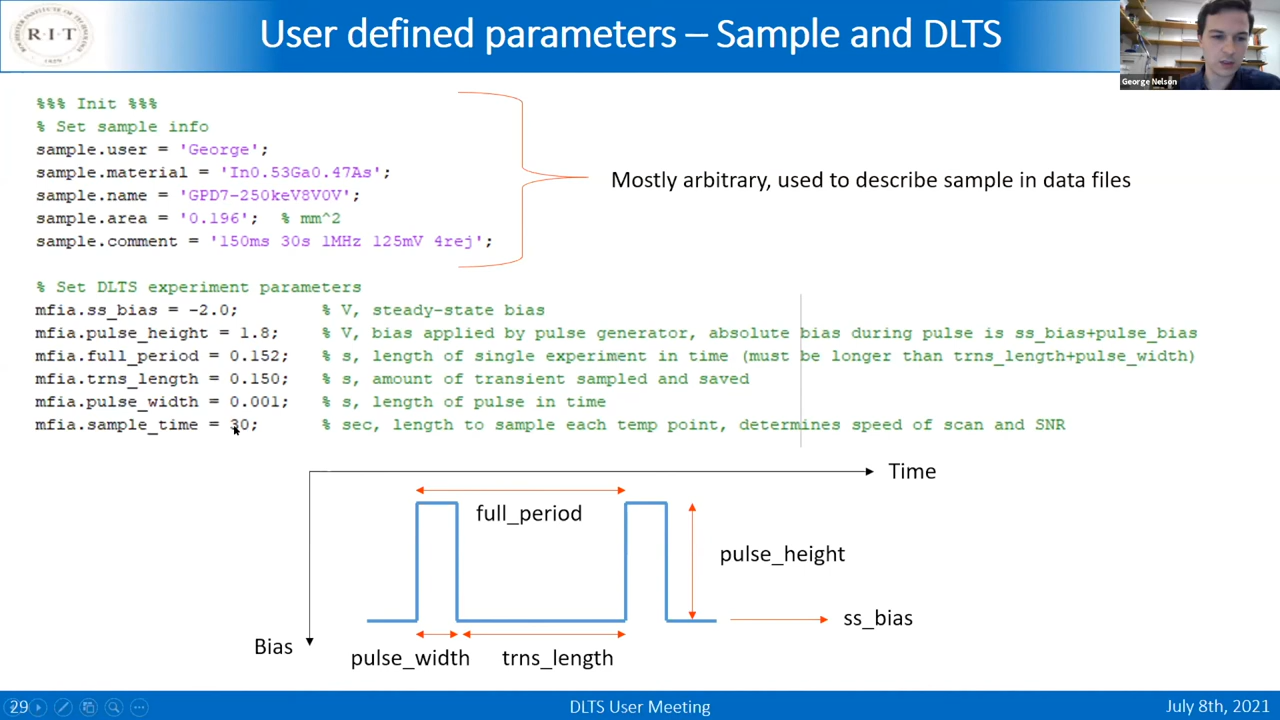 R·I·T
User defined parameters – Sample and DLTS
George Nelson
%%% Init %%%
% Set sample info
sample.user = 'George';
sample.material = 'In0.53Ga0.47As';
sample.name = 'GPD7-250keV8V0V';
sample.area = '0.196'; % mm^2
sample.comment = '150ms 30s 1MHz 125mV 4rej';
Mostly arbitrary, used to describe sample in data files
% Set DLTS experiment parameters
mfia.ss_bias = -2.0; % V, steady-state bias
mfia.pulse_height = 1.8; % V, bias applied by pulse generator, absolute bias during pulse is ss_bias+pulse_bias
mfia.full_period = 0.152; % s, length of single experiment in time (must be longer than trns_length+pulse_width)
mfia.trns_length = 0.150; % s, amount of transient sampled and saved
mfia.pulse_width = 0.001; % s, length of pulse in time
mfia.sample_time = 30; % sec, length to sample each temp point, determines speed of scan and SNR
Time
full_period
pulse_height
ss_bias
Bias
pulse_width
trns_length
29
DLTS User Meeting
July 8th, 2021